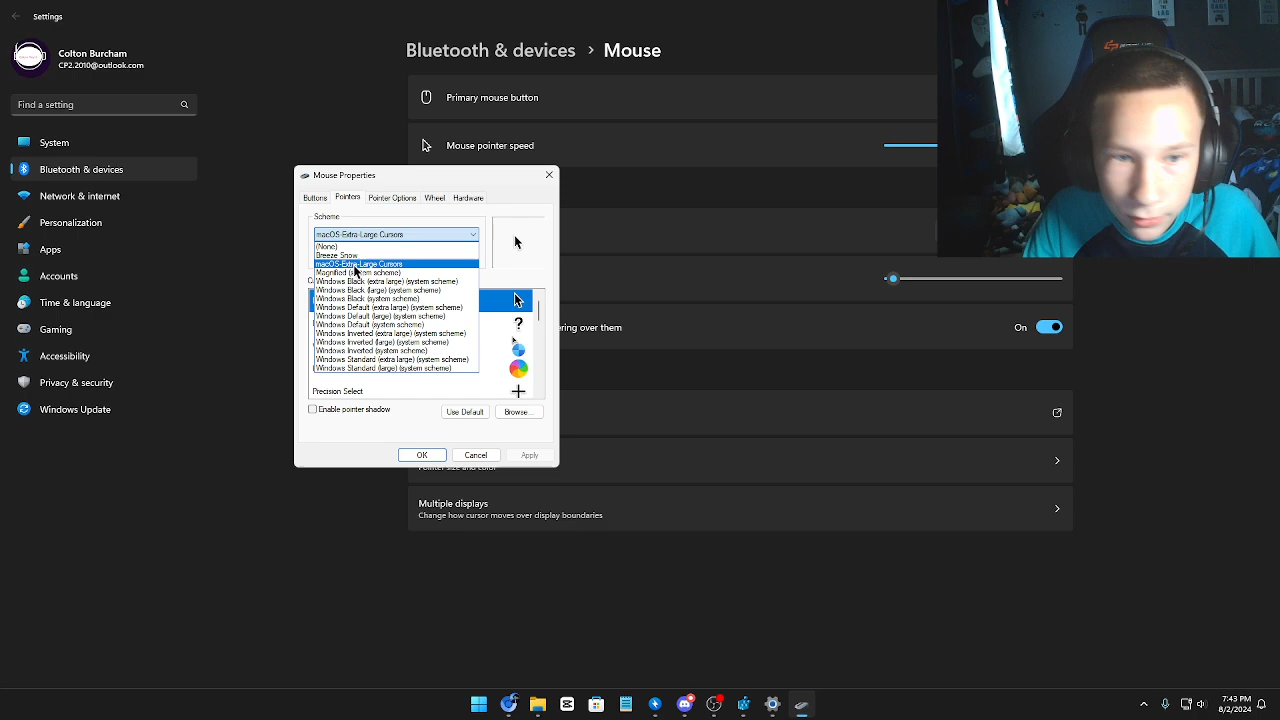 Settings
Colton Burcham
CP2.2010@outlook.com
Find a setting
System
Bluetooth & devices
Network & internet
Personalization
Apps
Accounts
Time & language
Gaming
Accessibility
Privacy & security
Windows Update
Bluetooth & devices › Mouse
Primary mouse button
Mouse pointer speed
ering over them
On
Multiple displays
Change how cursor moves over display boundaries
Mouse Properties
Buttons Pointers Pointer Options Wheel Hardware
Scheme
macOS-Extra-Large Cursors
(None)
Breeze Snow
macOS-Extra-Large Cursors
Magnified (system scheme)
Windows Black (extra large) (system scheme)
Windows Black (large) (system scheme)
Windows Black (system scheme)
Windows Default (extra large) (system scheme)
Windows Default (large) (system scheme)
Windows Default (system scheme)
Windows Inverted (extra large) (system scheme)
Windows Inverted (large) (system scheme)
Windows Inverted (system scheme)
Windows Standard (extra large) (system scheme)
Windows Standard (large) (system scheme)
Precision Select
Enable pointer shadow
Use Default Browse...
OK Cancel Apply
7:43 PM
8/2/2024